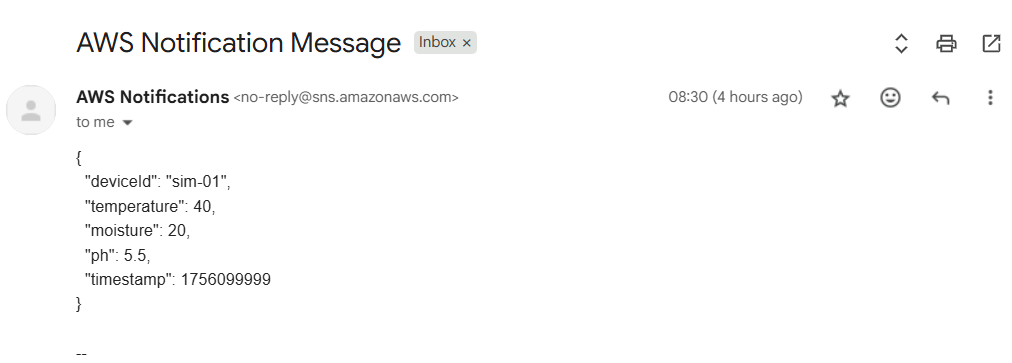 AWS Notification Message Inbox ×
AWS Notifications <no-reply@sns.amazonaws.com> 08:30 (4 hours ago)
to me
{
"deviceId": "sim-01",
"temperature": 40,
"moisture": 20,
"ph": 5.5,
"timestamp": 1756099999
}
--